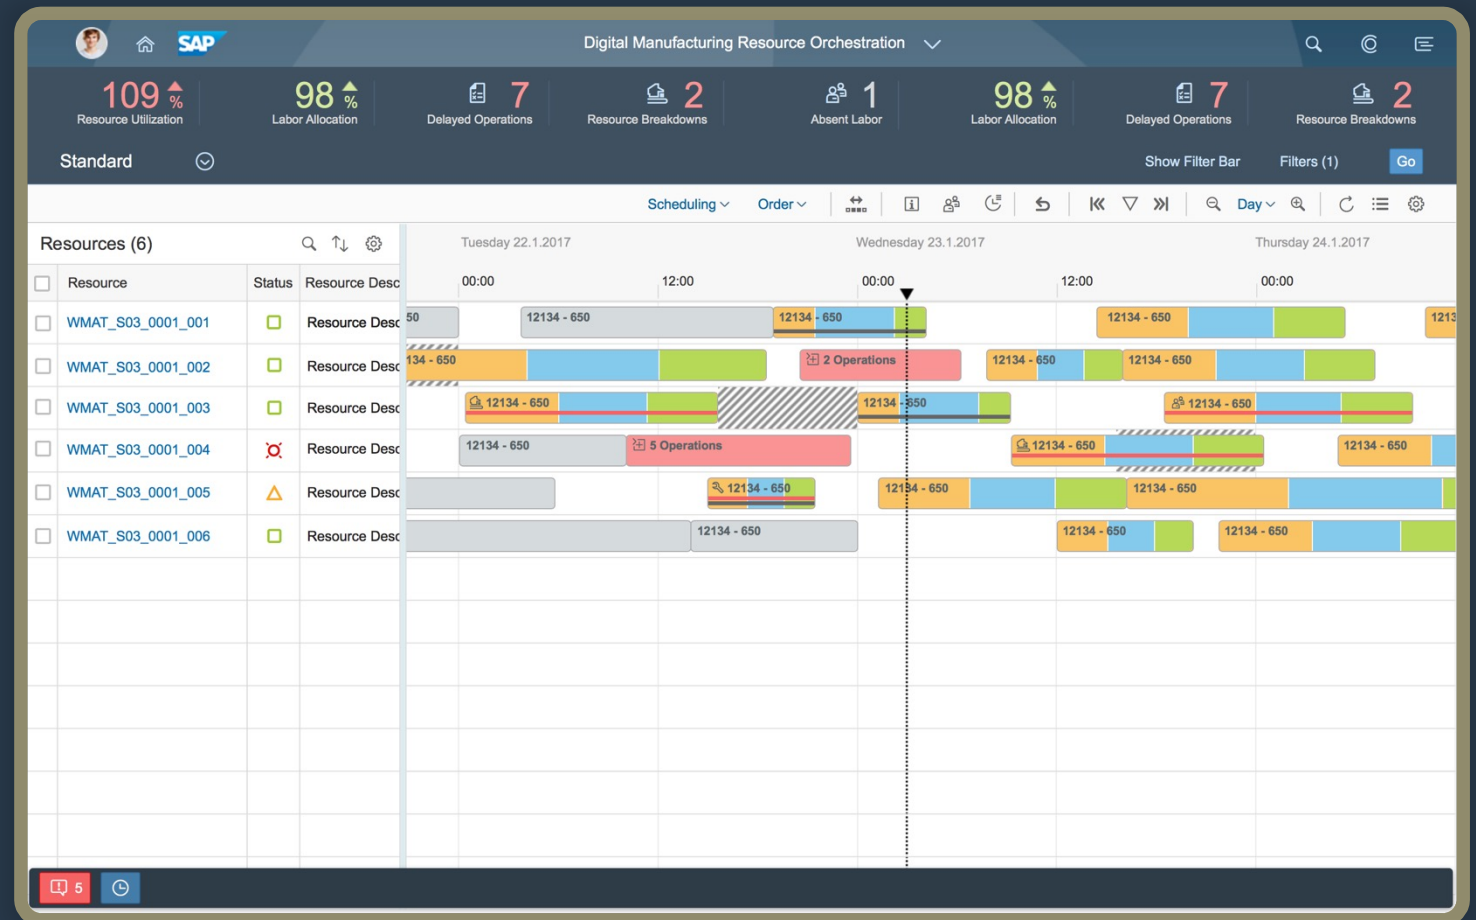 SAP
Digital Manufacturing Resource Orchestration
109 %
Resource Utilization
98 %
Labor Allocation
7
Delayed Operations
2
Resource Breakdowns
1
Absent Labor
98 %
Labor Allocation
7
Delayed Operations
2
Resource Breakdowns
Standard
Show Filter Bar
Filters (1)
Go
Scheduling
Order
Day
Resources (6)
Tuesday 22.1.2017
Wednesday 23.1.2017
Thursday 24.1.2017
Resource
Status
Resource Desc
00:00
12:00
00:00
12:00
00:00
WMAT_S03_0001_001
Resource Desc
50
12134 - 650
12134 - 650
12134 - 650
1213
WMAT_S03_0001_002
Resource Desc
134 - 650
2 Operations
12134 - 650
12134 - 650
WMAT_S03_0001_003
Resource Desc
12134 - 650
12134 - 650
12134 - 650
WMAT_S03_0001_004
Resource Desc
12134 - 650
5 Operations
12134 - 650
12134 - 650
WMAT_S03_0001_005
Resource Desc
12134 - 650
12134 - 650
12134 - 650
WMAT_S03_0001_006
Resource Desc
12134 - 650
12134 - 650
12134 - 650
5